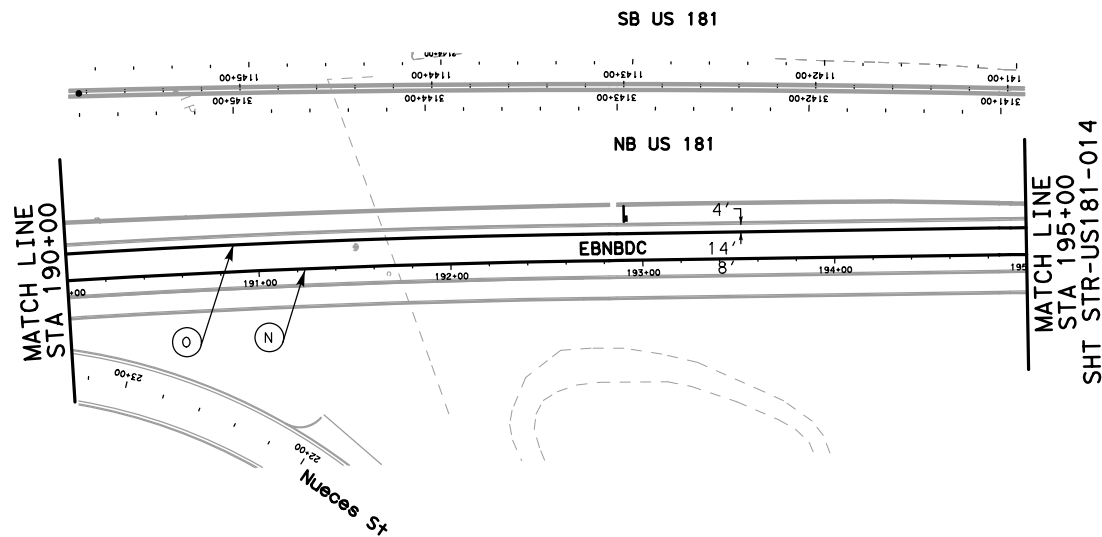 SB US 181
1145+00
1144+00
1143+00
1142+00
3145+00
3144+00
3143+00
3142+00
3141+00
NB US 181
MATCH LINE
STA 190+00
4'
EBNBDC
14'
8'
191+00
192+00
193+00
194+00
195
+00
O
N
MATCH LINE
STA 195+00
SHT STR-US181-014
23+00
22+00
Nueces St